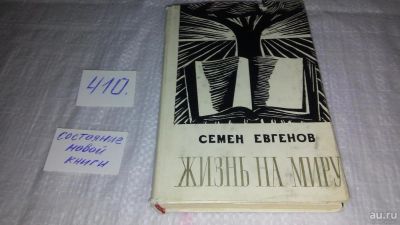 410.
состояние
новой
книги
СЕМЕН ЕВГЕНОВ
ЖИЗНЬ НА МИРУ
au.ru